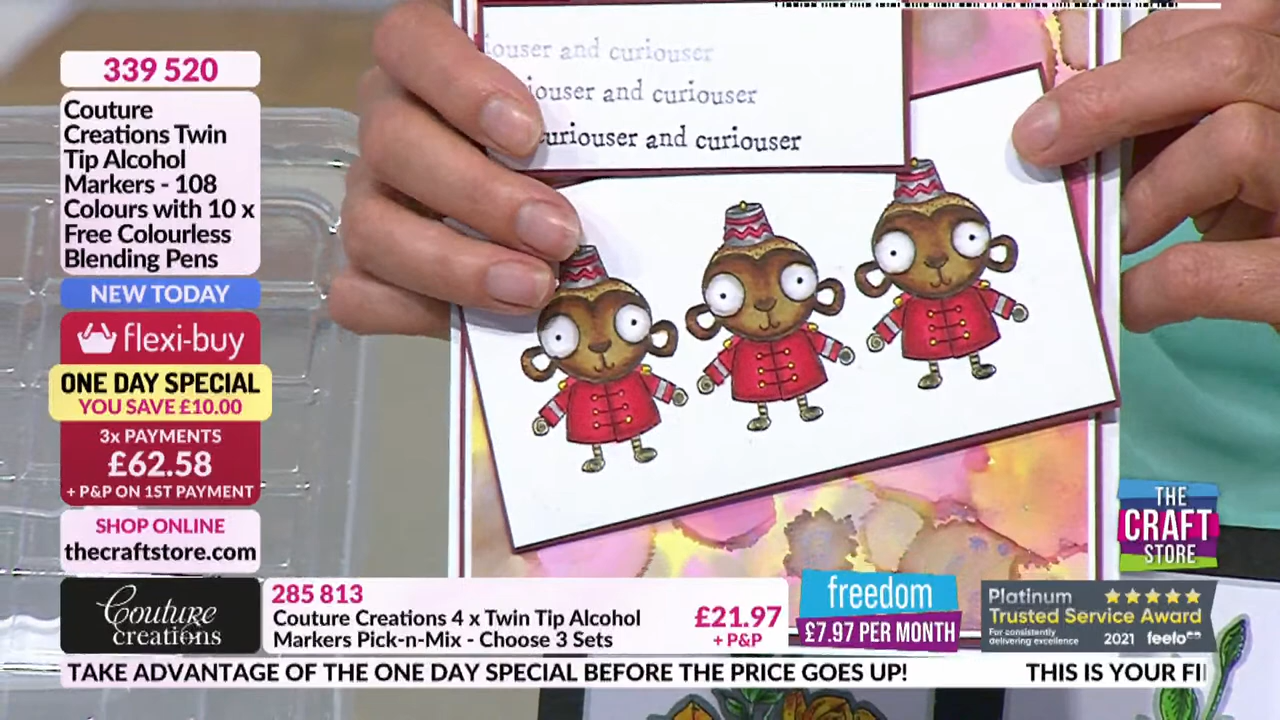 339 520
Couture
Creations Twin
Tip Alcohol
Markers - 108
Colours with 10 x
Free Colourless
Blending Pens
NEW TODAY
flexi-buy
ONE DAY SPECIAL
YOU SAVE £10.00
3x PAYMENTS
£62.58
+ P&P ON 1ST PAYMENT
SHOP ONLINE
thecraftstore.com
and curiouser
and curiouser
curiouser and curiouser
THE
CRAFT
STORE
Couture
creations
285 813
Couture Creations 4 x Twin Tip Alcohol
Markers Pick-n-Mix - Choose 3 Sets
£21.97
+ P&P
freedom
£7.97 PER MONTH
Platinum
Trusted Service Award
For consistently
delivering excellence
2021 feefo
TAKE ADVANTAGE OF THE ONE DAY SPECIAL BEFORE THE PRICE GOES UP! THIS IS YOUR